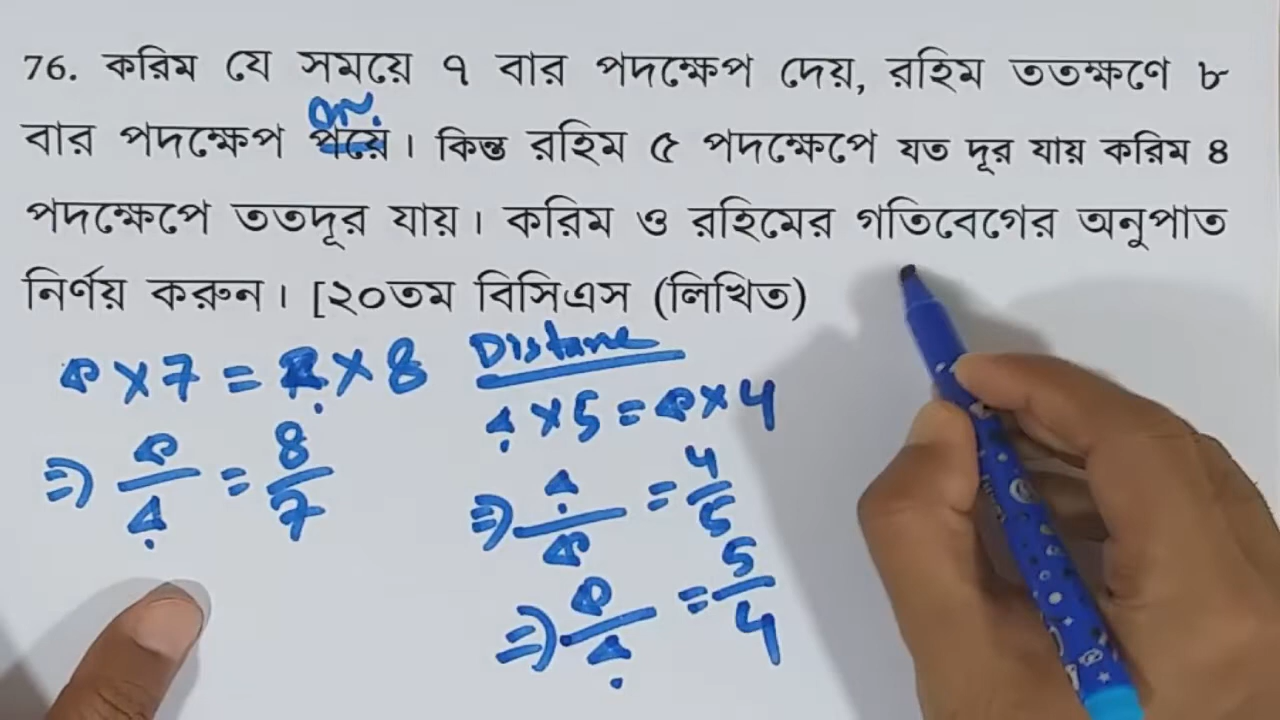 76. করিম যে সময়ে ৭ বার পদক্ষেপ দেয়, রহিম ততক্ষণে ৮
বার পদক্ষেপ পয়ে। কিন্তু রহিম ৫ পদক্ষেপে যত দূর যায় করিম 4
পদক্ষেপে ততদূর যায়। করিম ও রহিমের গতিবেগের অনুপাত
নির্ণয় করুন। [২০তম বিসিএস (লিখিত)
ক × 7 = র × 8
Distance
র × 5 = ক × 4
⇒ ক/র = 8/7
⇒ র/ক = 4/5
⇒ ক/র = 5/4